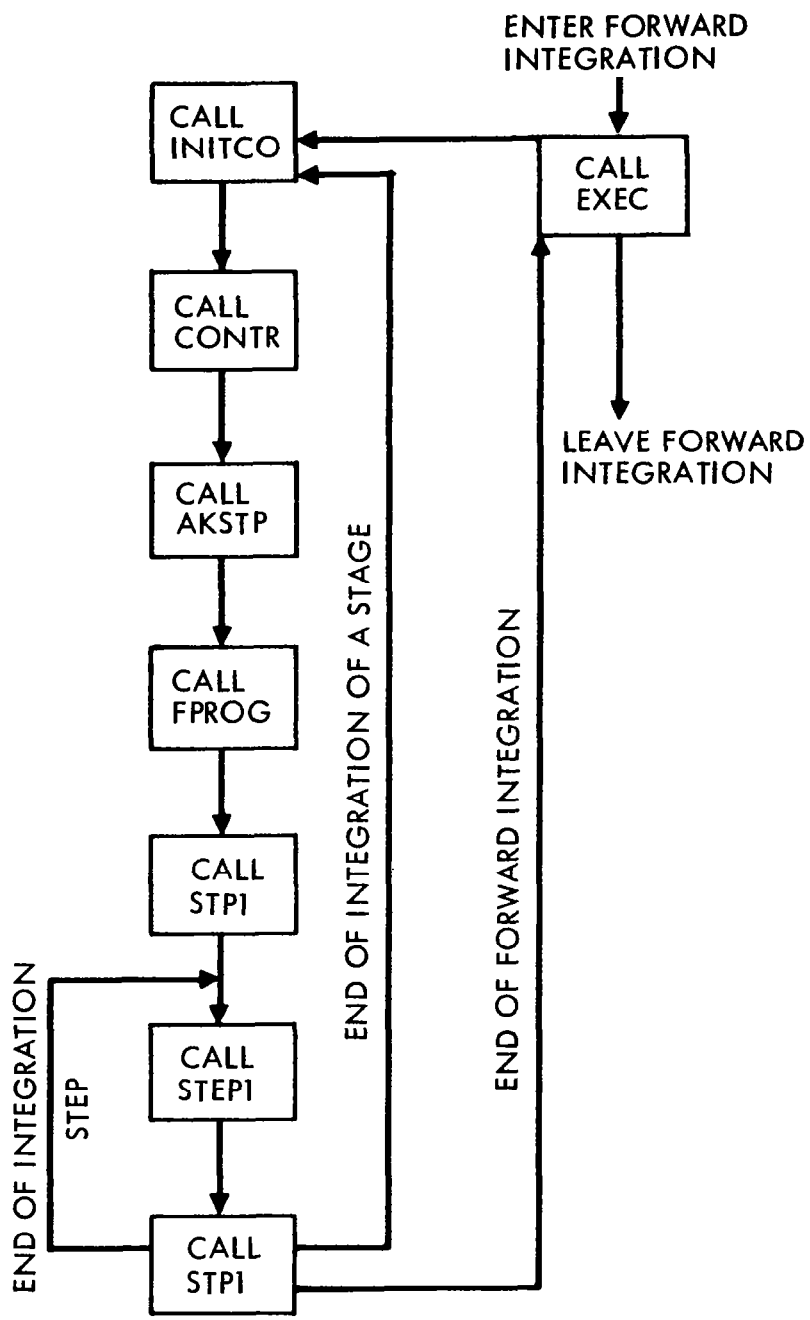 ENTER FORWARD
INTEGRATION
CALL
EXEC
LEAVE FORWARD
INTEGRATION
CALL
INITCO
CALL
CONTR
CALL
AKSTP
CALL
FPROG
CALL
STP1
CALL
STEP1
CALL
STP1
END OF INTEGRATION
STEP
END OF INTEGRATION OF A STAGE
END OF FORWARD INTEGRATION